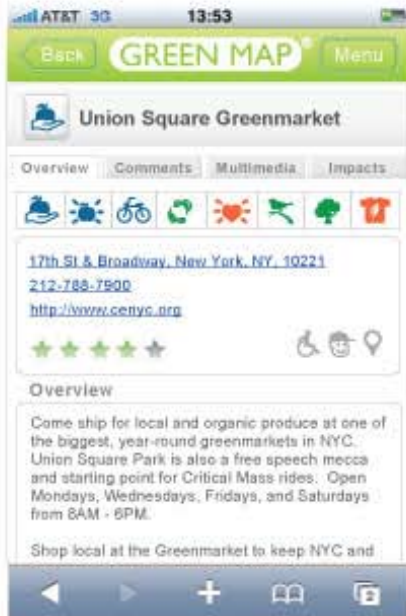 AT&T 3G 13:53
Back GREEN MAP® Menu
Union Square Greenmarket
Overview Comments Multimedia Impacts
17th St & Broadway, New York, NY, 10221
212-788-7900
http://www.cenyc.org
Overview
Come ship for local and organic produce at one of
the biggest, year-round greenmarkets in NYC.
Union Square Park is also a free speech mecca
and starting point for Critical Mass rides. Open
Mondays, Wednesdays, Fridays, and Saturdays
from 8AM - 6PM.
Shop local at the Greenmarket to keep NYC and
2